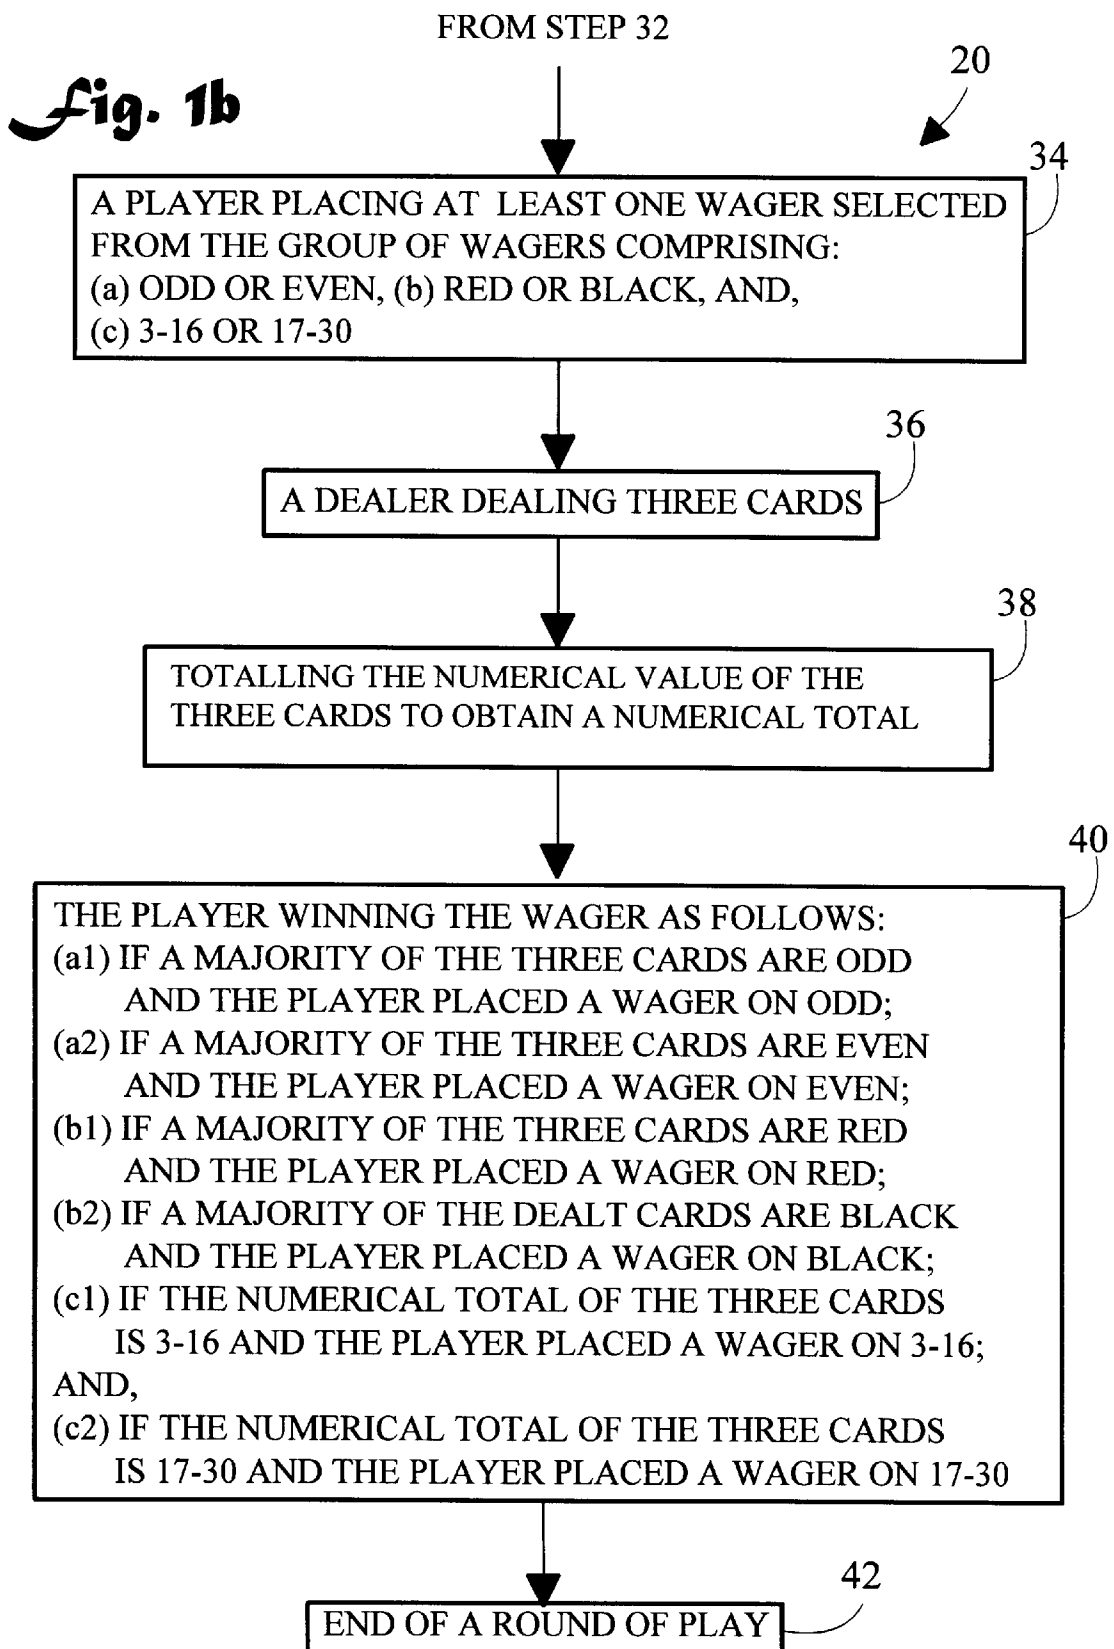 FROM STEP 32
Fig. 1b
20
34
A PLAYER PLACING AT LEAST ONE WAGER SELECTED
FROM THE GROUP OF WAGERS COMPRISING:
(a) ODD OR EVEN, (b) RED OR BLACK, AND,
(c) 3-16 OR 17-30
36
A DEALER DEALING THREE CARDS
38
TOTALLING THE NUMERICAL VALUE OF THE
THREE CARDS TO OBTAIN A NUMERICAL TOTAL
40
THE PLAYER WINNING THE WAGER AS FOLLOWS:
(a1) IF A MAJORITY OF THE THREE CARDS ARE ODD
AND THE PLAYER PLACED A WAGER ON ODD;
(a2) IF A MAJORITY OF THE THREE CARDS ARE EVEN
AND THE PLAYER PLACED A WAGER ON EVEN;
(b1) IF A MAJORITY OF THE THREE CARDS ARE RED
AND THE PLAYER PLACED A WAGER ON RED;
(b2) IF A MAJORITY OF THE DEALT CARDS ARE BLACK
AND THE PLAYER PLACED A WAGER ON BLACK;
(c1) IF THE NUMERICAL TOTAL OF THE THREE CARDS
IS 3-16 AND THE PLAYER PLACED A WAGER ON 3-16;
AND,
(c2) IF THE NUMERICAL TOTAL OF THE THREE CARDS
IS 17-30 AND THE PLAYER PLACED A WAGER ON 17-30
42
END OF A ROUND OF PLAY